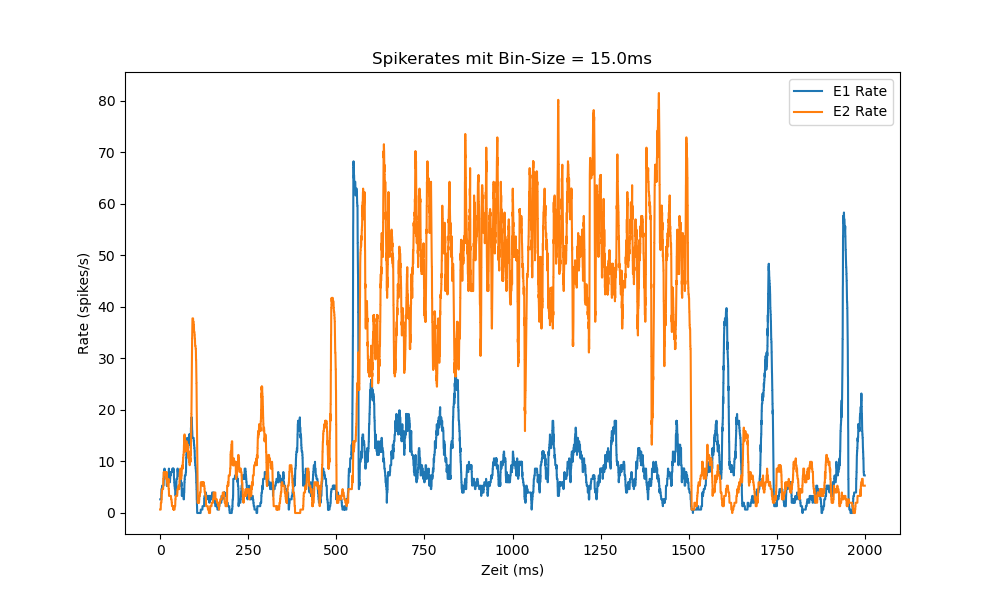 Spikerates mit Bin-Size = 15.0ms
E1 Rate
E2 Rate
80
70
60
50
40
30
20
10
0
Rate (spikes/s)
0 250 500 750 1000 1250 1500 1750 2000
Zeit (ms)